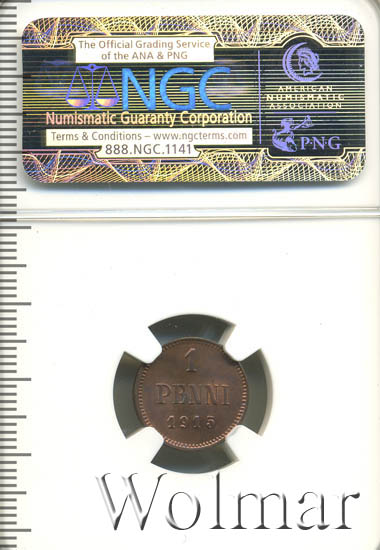 The Official Grading Service
of the ANA & PNG
NGC
Numismatic Guaranty Corporation
Terms & Conditions – www.ngcterms.com
888.NGC.1141
AMERICAN
NUMISMATIC
ASSOCIATION
P·N·G
1
PENNI
1915
Wolmar